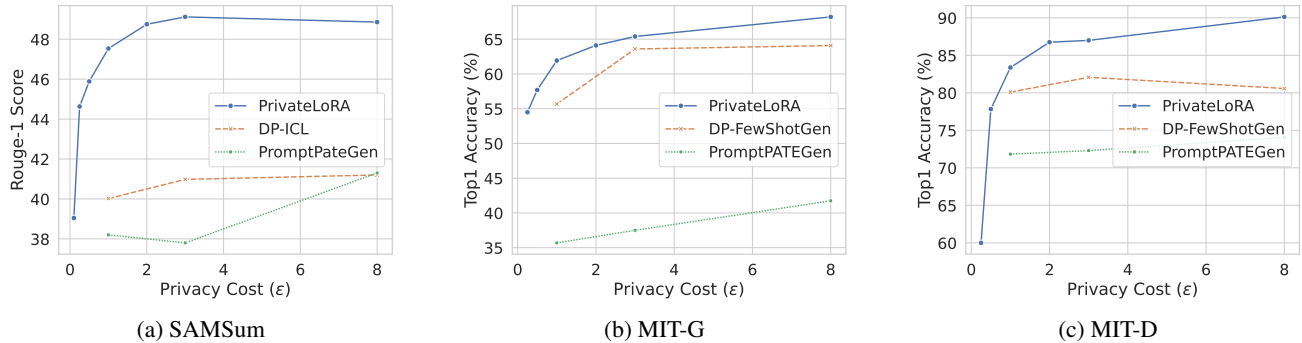 48
46
44
42
40
38
0
2
4
6
8
Rouge-1 Score
Privacy Cost (ε)
PrivateLoRA
DP-ICL
PromptPateGen
(a) SAMSum
65
60
55
50
45
40
35
0
2
4
6
8
Top1 Accuracy (%)
Privacy Cost (ε)
PrivateLoRA
DP-FewShotGen
PromptPATEGen
(b) MIT-G
90
85
80
75
70
65
60
0
2
4
6
8
Top1 Accuracy (%)
Privacy Cost (ε)
PrivateLoRA
DP-FewShotGen
PromptPATEGen
(c) MIT-D